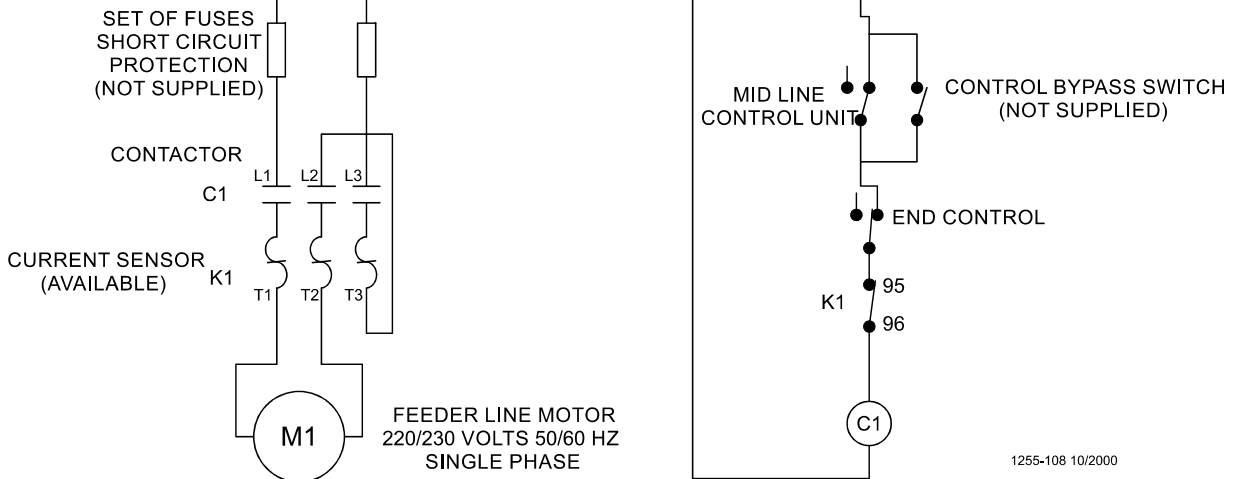 SET OF FUSES
SHORT CIRCUIT
PROTECTION
(NOT SUPPLIED)
CONTACTOR
C1
L1 L2 L3
CURRENT SENSOR
(AVAILABLE)
K1
T1 T2 T3
M1
FEEDER LINE MOTOR
220/230 VOLTS 50/60 HZ
SINGLE PHASE
MID LINE
CONTROL UNIT
CONTROL BYPASS SWITCH
(NOT SUPPLIED)
END CONTROL
K1
95
96
C1
1255-108 10/2000